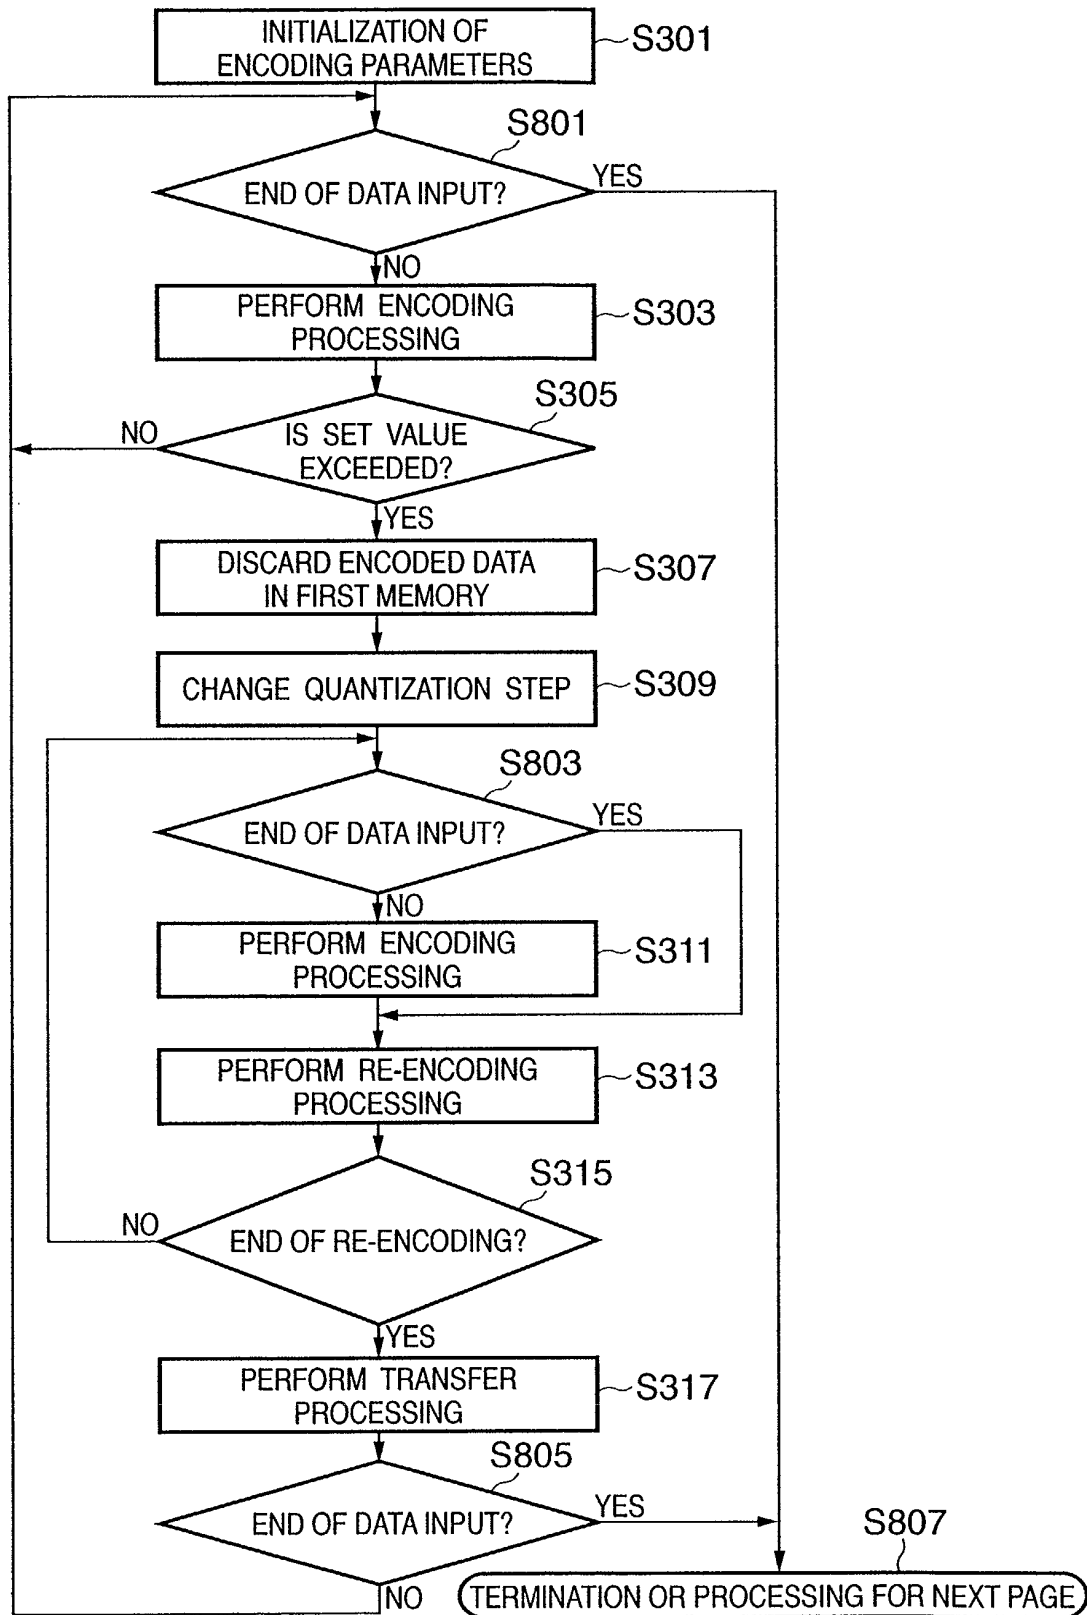 INITIALIZATION OF
ENCODING PARAMETERS
S301
S801
END OF DATA INPUT?
YES
NO
PERFORM ENCODING
PROCESSING
S303
S305
NO
IS SET VALUE
EXCEEDED?
YES
DISCARD ENCODED DATA
IN FIRST MEMORY
S307
CHANGE QUANTIZATION STEP
S309
S803
END OF DATA INPUT?
YES
NO
PERFORM ENCODING
PROCESSING
S311
PERFORM RE-ENCODING
PROCESSING
S313
S315
NO
END OF RE-ENCODING?
YES
PERFORM TRANSFER
PROCESSING
S317
S805
END OF DATA INPUT?
YES
NO
S807
TERMINATION OR PROCESSING FOR NEXT PAGE